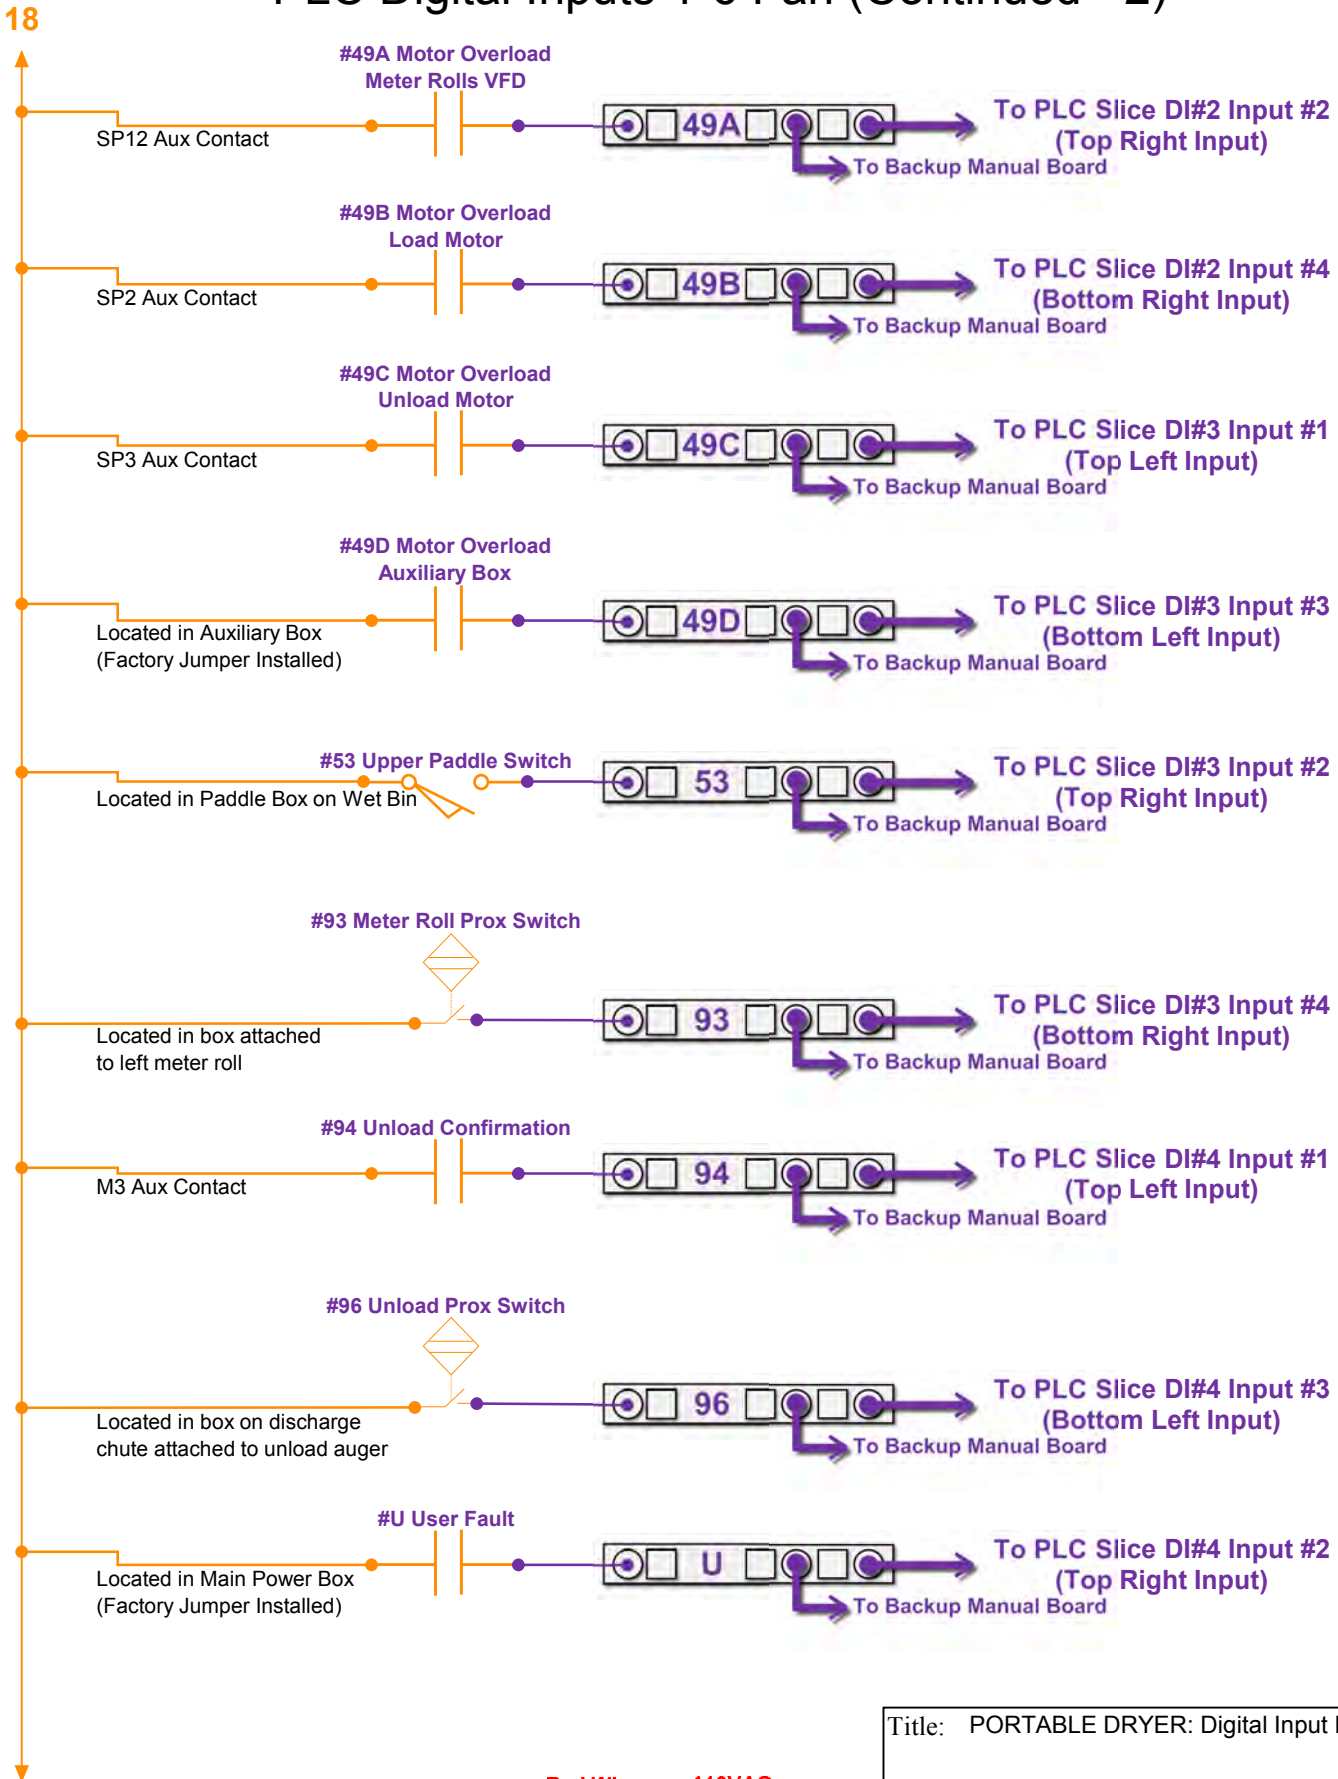 PLC Digital Inputs 1-3 Fan (Continued - 2)
18
#49A Motor Overload
Meter Rolls VFD
SP12 Aux Contact
49A
To PLC Slice DI#2 Input #2
(Top Right Input)
To Backup Manual Board
#49B Motor Overload
Load Motor
SP2 Aux Contact
49B
To PLC Slice DI#2 Input #4
(Bottom Right Input)
To Backup Manual Board
#49C Motor Overload
Unload Motor
SP3 Aux Contact
49C
To PLC Slice DI#3 Input #1
(Top Left Input)
To Backup Manual Board
#49D Motor Overload
Auxiliary Box
Located in Auxiliary Box
(Factory Jumper Installed)
49D
To PLC Slice DI#3 Input #3
(Bottom Left Input)
To Backup Manual Board
#53 Upper Paddle Switch
Located in Paddle Box on Wet Bin
53
To PLC Slice DI#3 Input #2
(Top Right Input)
To Backup Manual Board
#93 Meter Roll Prox Switch
Located in box attached
to left meter roll
93
To PLC Slice DI#3 Input #4
(Bottom Right Input)
To Backup Manual Board
#94 Unload Confirmation
M3 Aux Contact
94
To PLC Slice DI#4 Input #1
(Top Left Input)
To Backup Manual Board
#96 Unload Prox Switch
Located in box on discharge
chute attached to unload auger
96
To PLC Slice DI#4 Input #3
(Bottom Left Input)
To Backup Manual Board
#U User Fault
Located in Main Power Box
(Factory Jumper Installed)
U
To PLC Slice DI#4 Input #2
(Top Right Input)
To Backup Manual Board
Title: PORTABLE DRYER: Digital Input